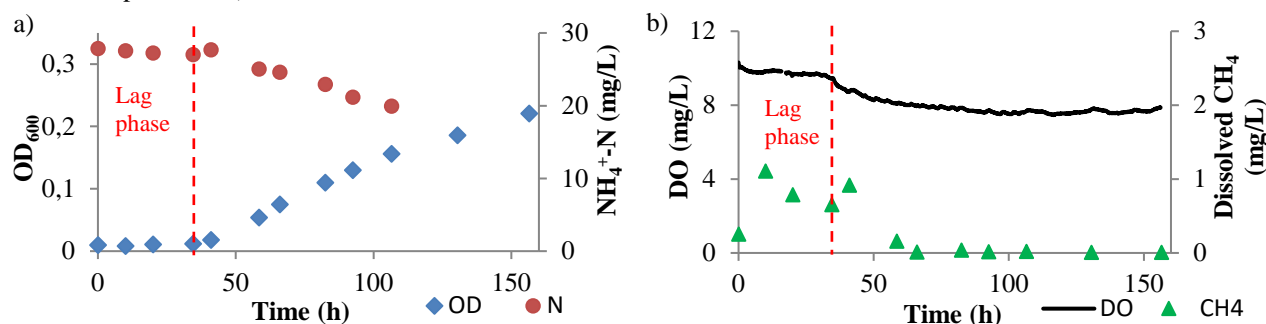 a)
0,3
0,2
0,1
0
OD600
Lag
phase
30
20
10
0
NH4+-N (mg/L)
0
50
100
150
Time (h)
OD
N
b)
12
8
4
0
DO (mg/L)
Lag
phase
3
2
1
0
Dissolved CH4
(mg/L)
0
50
100
150
Time (h)
DO
CH4